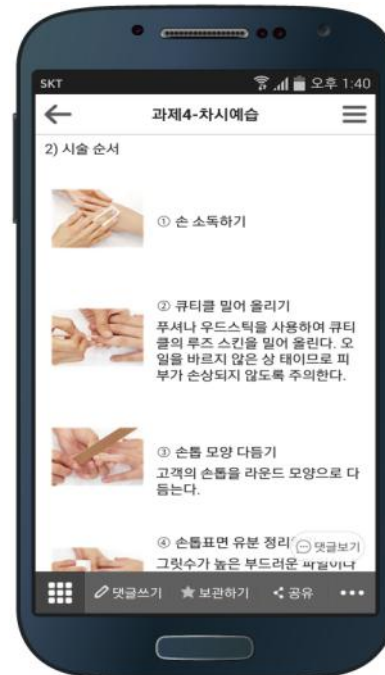 SKT 오후 1:40
과제4-차시예습
2) 시술 순서
① 손 소독하기
② 큐티클 밀어 올리기
푸셔나 우드스틱을 사용하여 큐티
클의 루즈 스킨을 밀어 올린다. 오
일을 바르지 않은 상 태이므로 피
부가 손상되지 않도록 주의한다.
③ 손톱 모양 다듬기
고객의 손톱을 라운드 모양으로 다
듬는다.
④ 손톱표면 유분 정리
댓글보기
그릿수가 높은 부드러운 파일이나
댓글쓰기 보관하기 공유